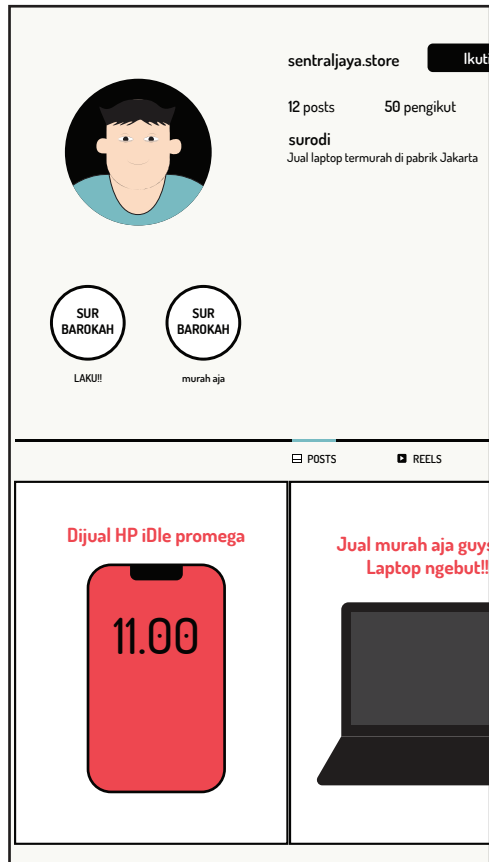 sentraljaya.store
Ikuti
12 posts
50 pengikut
surodi
Jual laptop termurah di pabrik Jakarta
SUR
BAROKAH
SUR
BAROKAH
LAKU!!
murah aja
POSTS
REELS
Dijual HP iDle promega
11.00
Jual murah aja guys
Laptop ngebut!!